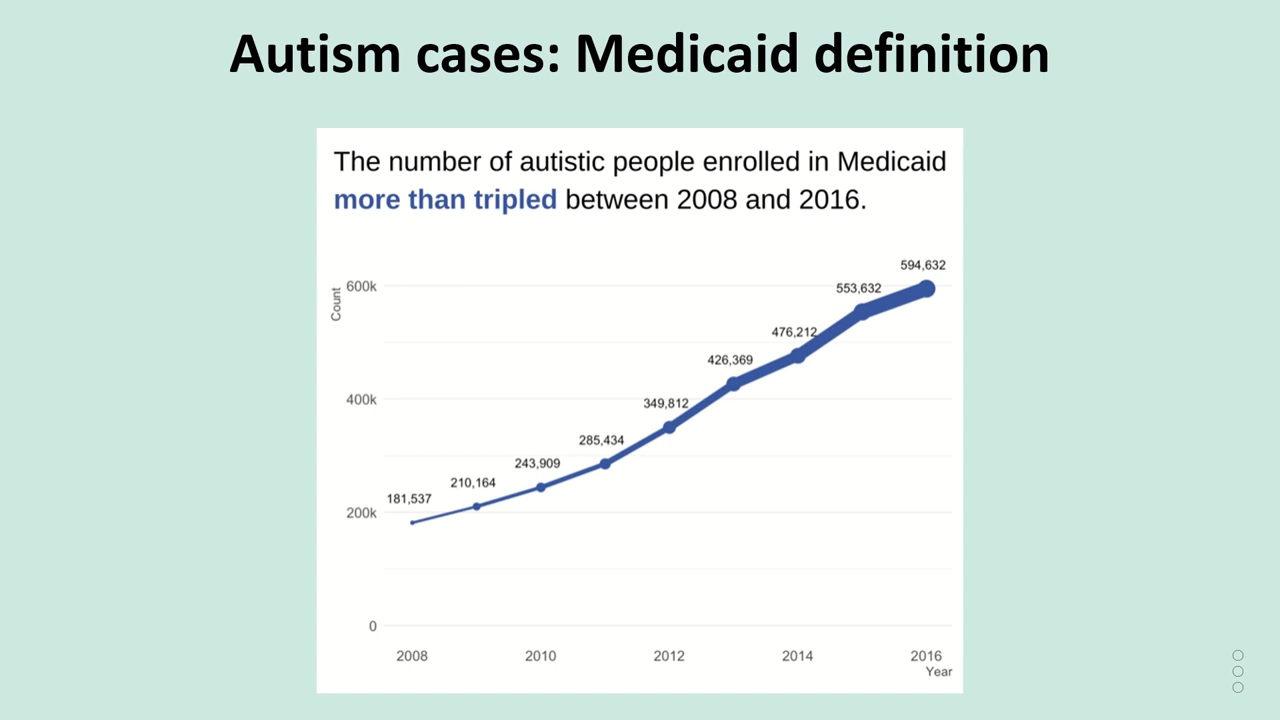 Autism cases: Medicaid definition
The number of autistic people enrolled in Medicaid
more than tripled between 2008 and 2016.
594,632
600k
553,632
Count
476,212
426,369
400k
349,812
285,434
243,909
210,164
181,537
200k
0
2008
2010
2012
2014
2016
Year